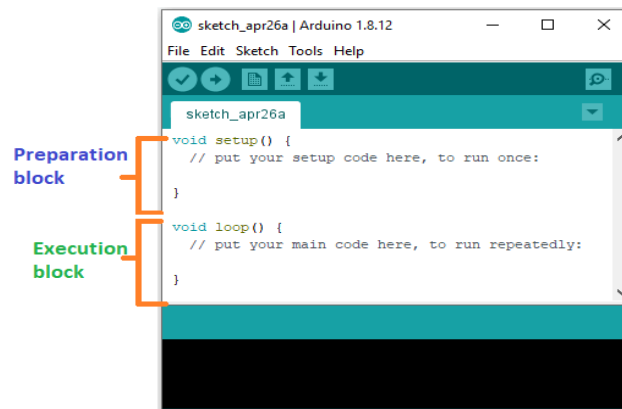 sketch_apr26a | Arduino 1.8.12
File Edit Sketch Tools Help
sketch_apr26a
void setup() {
// put your setup code here, to run once:
}
void loop() {
// put your main code here, to run repeatedly:
}
Preparation
block
Execution
block